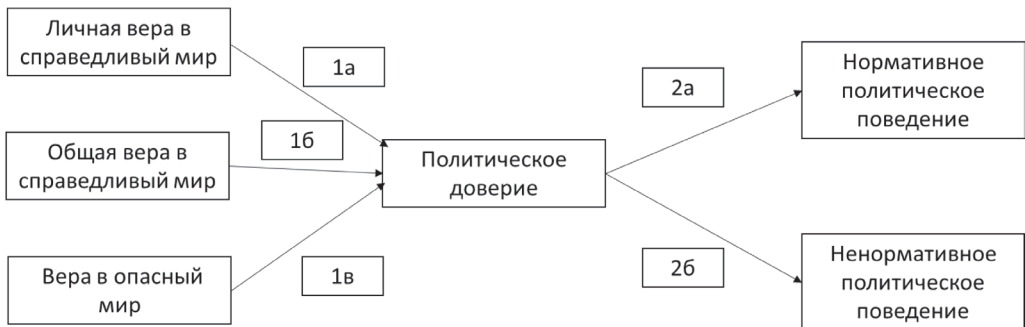 Личная вера в
справедливый мир
1а
2а
Нормативное
политическое
поведение
Общая вера в
справедливый мир
1б
Политическое
доверие
Вера в опасный
мир
1в
2б
Ненормативное
политическое
поведение